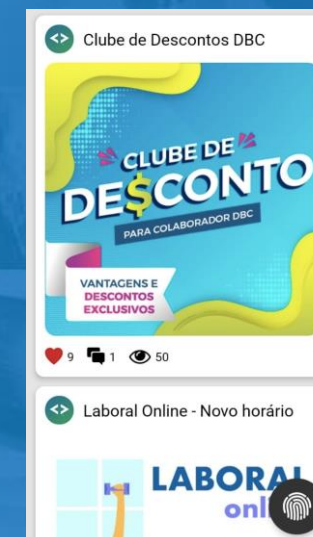 Clube de Descontos DBC
CLUBE DE
DE$CONTO
PARA COLABORADOR DBC
VANTAGENS E
DESCONTOS
EXCLUSIVOS
9 1 50
Laboral Online - Novo horário
LABORAL